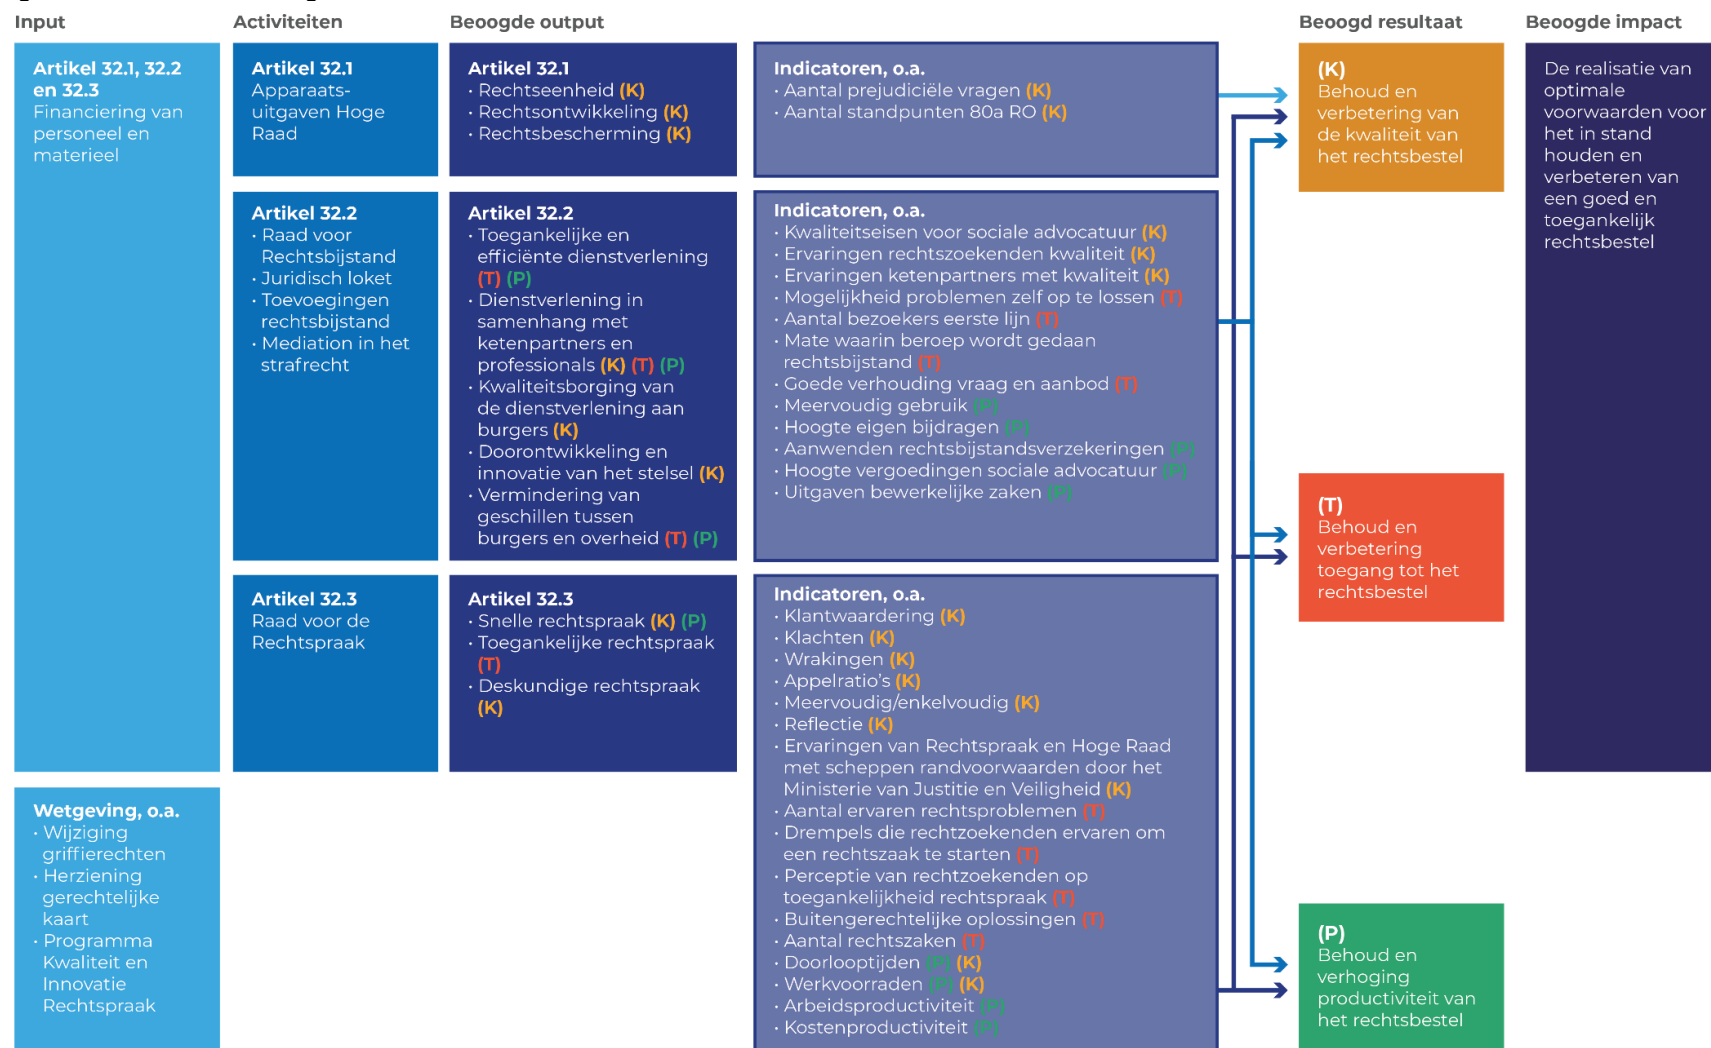 Input
Activiteiten
Beoogde output
Beoogd resultaat
Beoogde impact
Artikel 32.1, 32.2
en 32.3
Financiering van
personeel en
materieel
Wetgeving, o.a.
· Wijziging
griffierechten
· Herziening
gerechtelijke
kaart
· Programma
Kwaliteit en
Innovatie
Rechtspraak
Artikel 32.1
Apparaats-
uitgaven Hoge
Raad
Artikel 32.2
· Raad voor
Rechtsbijstand
· Juridisch loket
· Toevoegingen
rechtsbijstand
· Mediation in het
strafrecht
Artikel 32.3
Raad voor de
Rechtspraak
Artikel 32.1
· Rechtseenheid (K)
· Rechtsontwikkeling (K)
· Rechtsbescherming (K)
Artikel 32.2
· Toegankelijke en
efficiënte dienstverlening
(T) (P)
· Dienstverlening in
samenhang met
ketenpartners en
professionals (K) (T) (P)
· Kwaliteitsborging van
de dienstverlening aan
burgers (K)
· Doorontwikkeling en
innovatie van het stelsel (K)
· Vermindering van
geschillen tussen
burgers en overheid (T) (P)
Artikel 32.3
· Snelle rechtspraak (K) (P)
· Toegankelijke rechtspraak
(T)
· Deskundige rechtspraak
(K)
Indicatoren, o.a.
· Aantal prejudiciële vragen (K)
· Aantal standpunten 80a RO (K)
Indicatoren, o.a.
· Kwaliteitseisen voor sociale advocatuur (K)
· Ervaringen rechtszoekenden kwaliteit (K)
· Ervaringen ketenpartners met kwaliteit (K)
· Mogelijkheid problemen zelf op te lossen (T)
· Aantal bezoekers eerste lijn (T)
· Mate waarin beroep wordt gedaan
rechtsbijstand (T)
· Goede verhouding vraag en aanbod (T)
· Meervoudig gebruik (P)
· Hoogte eigen bijdragen (P)
· Aanwenden rechtsbijstandsverzekeringen (P)
· Hoogte vergoedingen sociale advocatuur (P)
· Uitgaven bewerkelijke zaken (P)
Indicatoren, o.a.
· Klantwaardering (K)
· Klachten (K)
· Wrakingen (K)
· Appelratio’s (K)
· Meervoudig/enkelvoudig (K)
· Reflectie (K)
· Ervaringen van Rechtspraak en Hoge Raad
met scheppen randvoorwaarden door het
Ministerie van Justitie en Veiligheid (K)
· Aantal ervaren rechtsproblemen (T)
· Drempels die rechtzoekenden ervaren om
een rechtszaak te starten (T)
· Perceptie van rechtzoekenden op
toegankelijkheid rechtspraak (T)
· Buitengerechtelijke oplossingen (T)
· Aantal rechtszaken (T)
· Doorlooptijden (P) (K)
· Werkvoorraden (P) (K)
· Arbeidsproductiviteit (P)
· Kostenproductiviteit (P)
(K)
Behoud en
verbetering van
de kwaliteit van
het rechtsbestel
(T)
Behoud en
verbetering
toegang tot het
rechtsbestel
(P)
Behoud en
verhoging
productiviteit van
het rechtsbestel
De realisatie van
optimale
voorwaarden voor
het in stand
houden en
verbeteren van
een goed en
toegankelijk
rechtsbestel